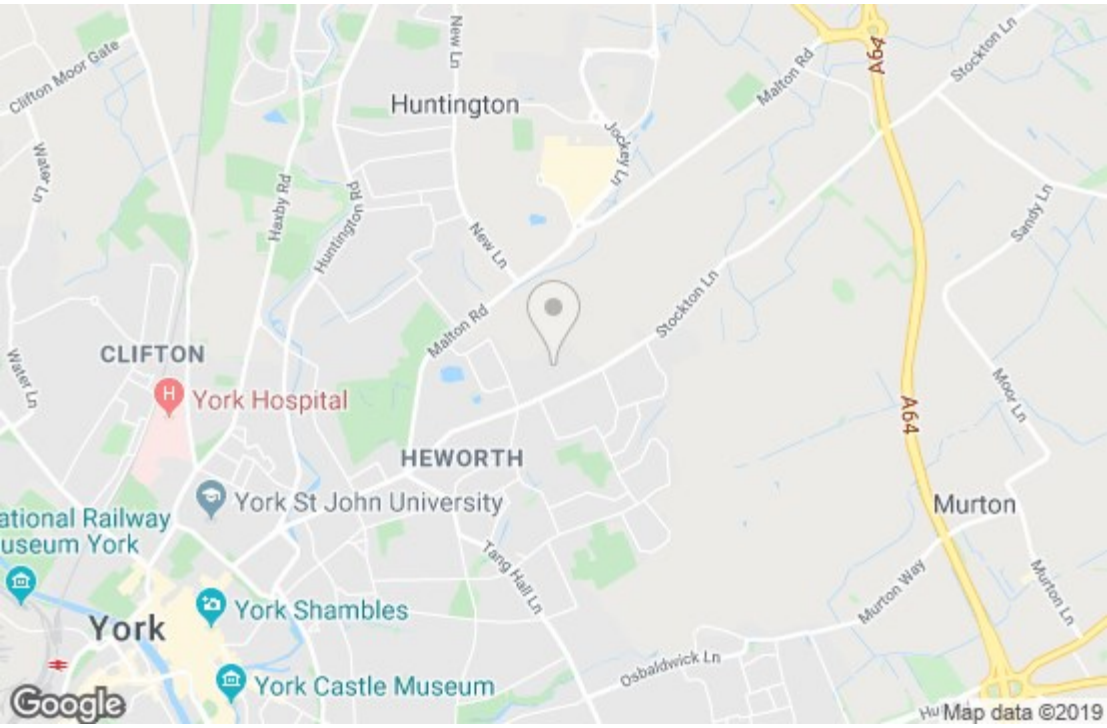 New Ln
A64
Stockton Ln
Clifton Moor Gate
Malton Rd
Huntington
Jockey Ln
Water Ln
Haxby Rd
Huntington Rd
Sandy Ln
New Ln
Stockton Ln
Malton Rd
CLIFTON
Water Ln
H
York Hospital
Moor Ln
A64
HEWORTH
York St John University
Murton
ational Railway
useum York
Tang Hall Ln
Murton Way
Murton Ln
York Shambles
York
Osbaldwick Ln
York Castle Museum
Google
Hu
Map data ©2019